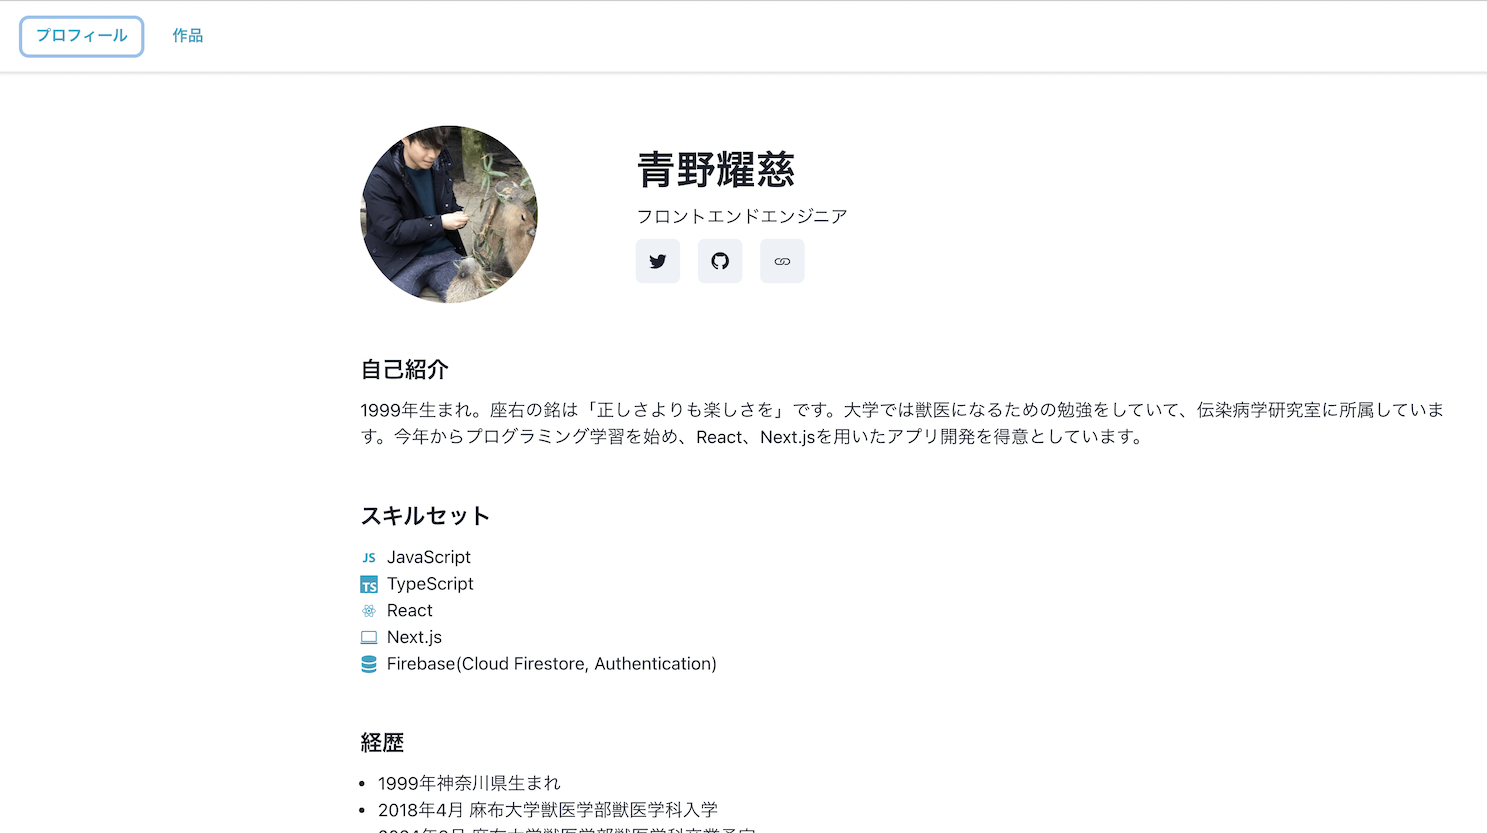 プロフィール 作品
青野耀慈
フロントエンドエンジニア
自己紹介
1999年生まれ。座右の銘は「正しさよりも楽しさを」です。大学では獣医になるための勉強をしていて、伝染病学研究室に所属していま
す。今年からプログラミング学習を始め、React、Next.jsを用いたアプリ開発を得意としています。
スキルセット
JS JavaScript
TS TypeScript
React
Next.js
Firebase(Cloud Firestore, Authentication)
経歴
• 1999年神奈川県生まれ
• 2018年4月 麻布大学獣医学部獣医学科入学